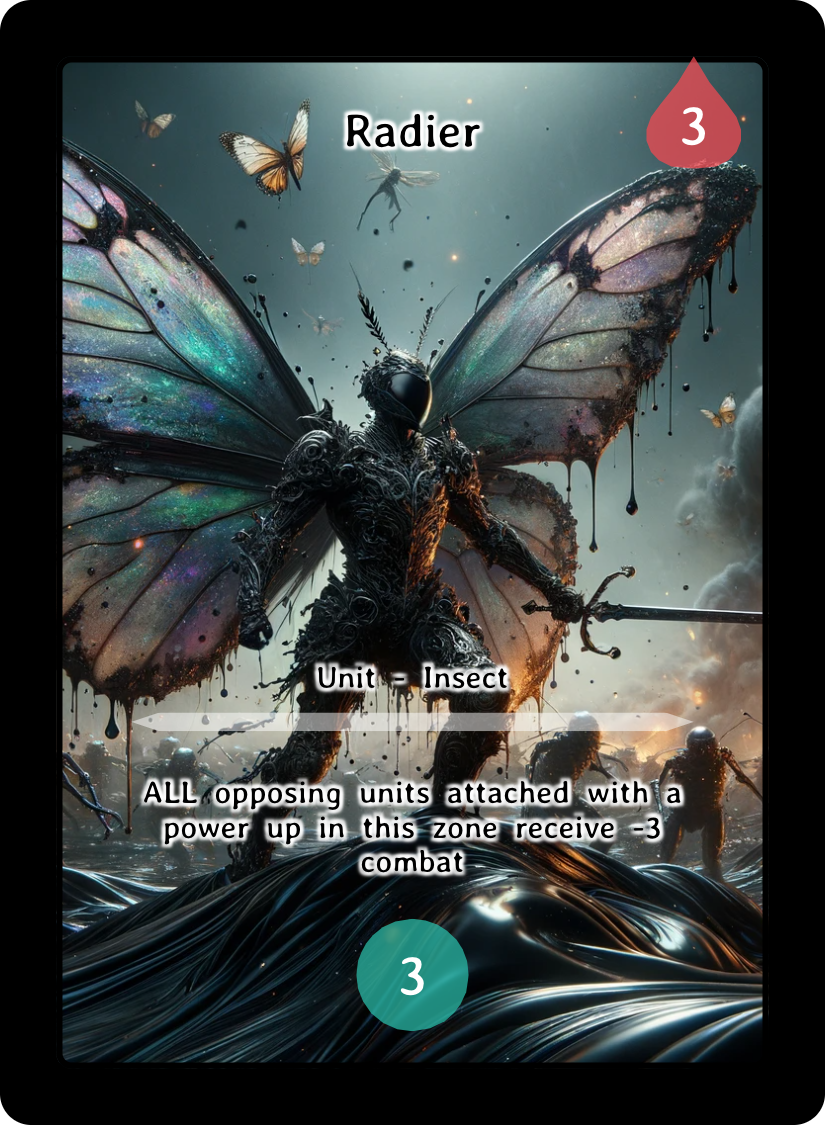 Radier
3
Unit - Insect
ALL opposing units attached with a
power up in this zone receive -3
combat
3